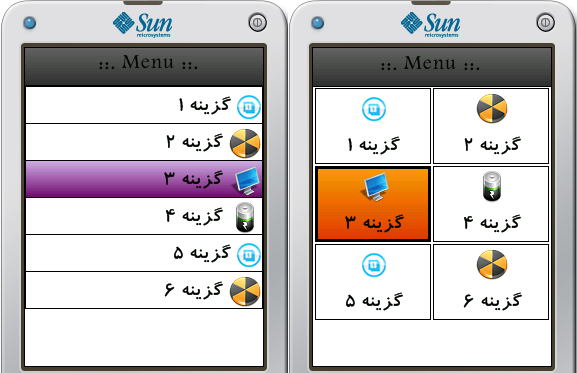 Sun
microsystems
::. Menu ::.
گزینه ۱
گزینه ۲
گزینه ۳
گزینه ۴
گزینه ۵
گزینه ۶
Sun
microsystems
::. Menu ::.
گزینه ۱ گزینه ۲
گزینه ۳ گزینه ۴
گزینه ۵ گزینه ۶